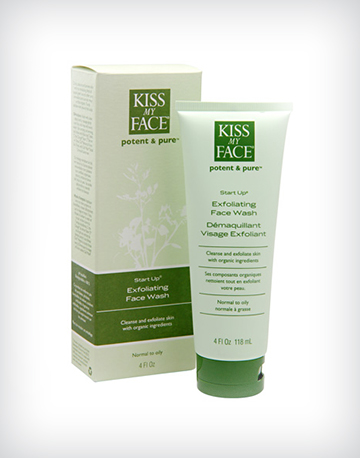 KISS
MY
FACE®
potent & pure™
Start Up®
Exfoliating
Face Wash
Cleanse and exfoliate skin
with organic ingredients
Normal to oily
4 Fl Oz
KISS
MY
FACE®
potent & pure™
Start Up®
Exfoliating
Face Wash
Démaquillant
Visage Exfoliant
Cleanse and exfoliate skin
with organic ingredients
Set composants organiques
nettoient tout en exfoliant
votre peau
Normal to oily
normale à grasse
4 Fl Oz 118 mL